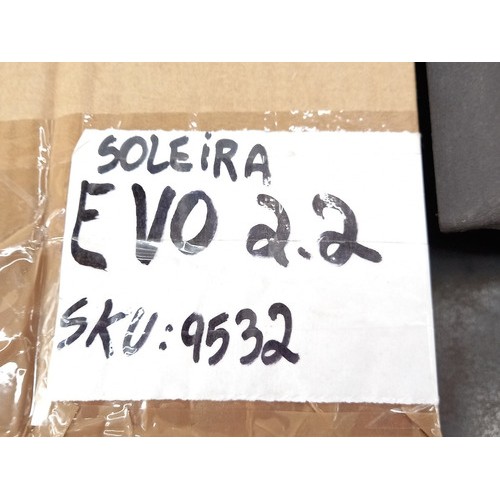 SOLEIRA
EVO 2.2
SKU: 9532